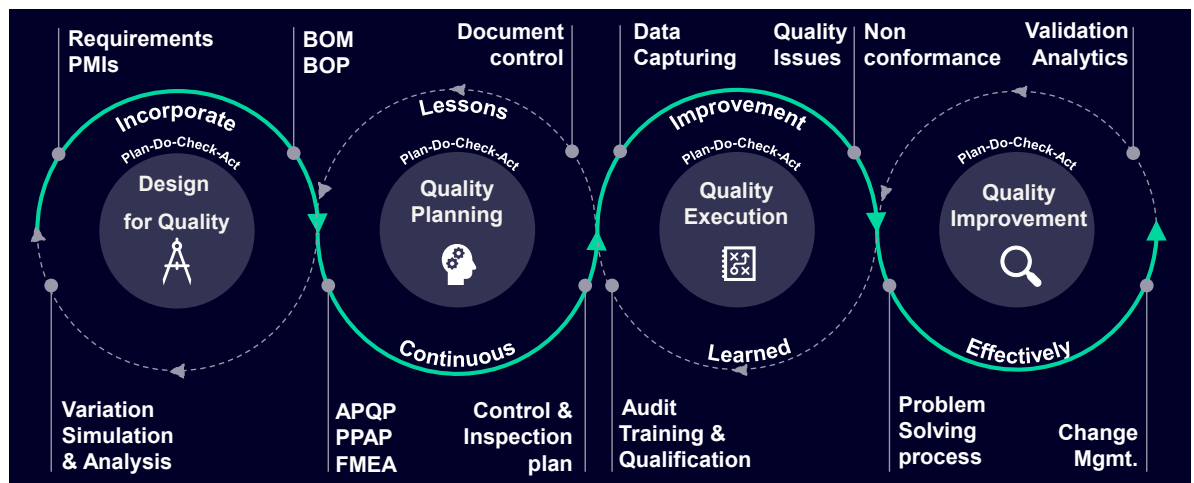 Requirements
PMIs
BOM
BOP
Document
control
Data
Capturing
Quality
Issues
Non
conformance
Validation
Analytics
Incorporate
Plan-Do-Check-Act
Design
for Quality
Lessons
Plan-Do-Check-Act
Quality
Planning
Continuous
Improvement
Plan-Do-Check-Act
Quality
Execution
Learned
Plan-Do-Check-Act
Quality
Improvement
Effectively
Variation
Simulation
& Analysis
APQP
PPAP
FMEA
Control &
Inspection
plan
Audit
Training &
Qualification
Problem
Solving
process
Change
Mgmt.